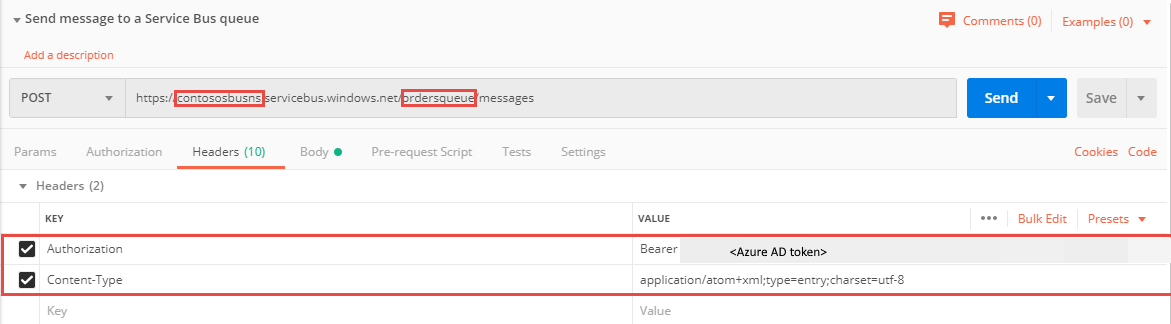 Send message to a Service Bus queue
Comments (0)
Examples (0)
Add a description
POST
https://contososbusns.servicebus.windows.net/ordersqueue/messages
Send
Save
Params
Authorization
Headers (10)
Body
Pre-request Script
Tests
Settings
Cookies
Code
Headers (2)
KEY
VALUE
•••
Bulk Edit
Presets
Authorization
Bearer <Azure AD token>
Content-Type
application/atom+xml;type=entry;charset=utf-8
Key
Value